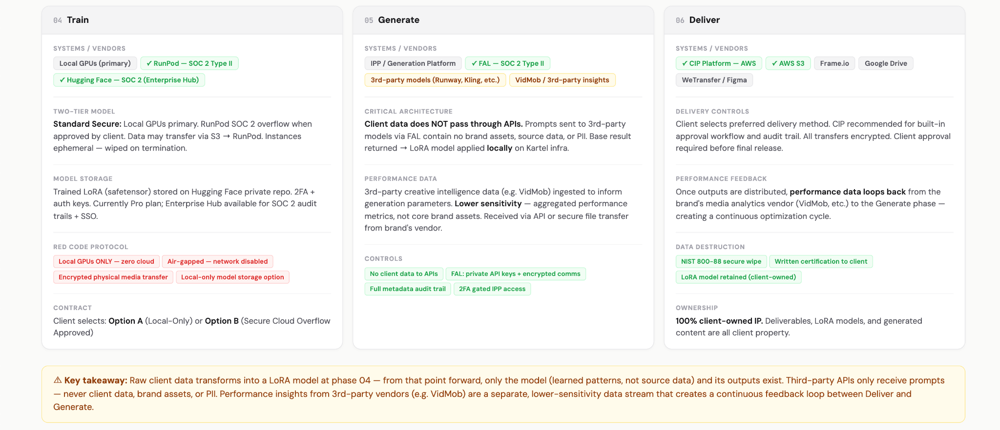 04 Train
SYSTEMS / VENDORS
Local GPUs (primary) ✓ RunPod — SOC 2 Type II
✓ Hugging Face — SOC 2 (Enterprise Hub)
TWO-TIER MODEL
Standard Secure: Local GPUs primary. RunPod SOC 2 overflow when
approved by client. Data may transfer via S3 → RunPod. Instances
ephemeral — wiped on termination.
MODEL STORAGE
Trained LoRA (safetensor) stored on Hugging Face private repo. 2FA +
auth keys. Currently Pro plan; Enterprise Hub available for SOC 2 audit
trails + SSO.
RED CODE PROTOCOL
Local GPUs ONLY — zero cloud Air-gapped — network disabled
Encrypted physical media transfer Local-only model storage option
CONTRACT
Client selects: Option A (Local-Only) or Option B (Secure Cloud Overflow
Approved)
05 Generate
SYSTEMS / VENDORS
IPP / Generation Platform ✓ FAL — SOC 2 Type II
3rd-party models (Runway, Kling, etc.) VidMob / 3rd-party insights
CRITICAL ARCHITECTURE
Client data does NOT pass through APIs. Prompts sent to 3rd-party
models via FAL contain no brand assets, source data, or PII. Base result
returned → LoRA model applied locally on Kartel infra.
PERFORMANCE DATA
3rd-party creative intelligence data (e.g. VidMob) ingested to inform
generation parameters. Lower sensitivity — aggregated performance
metrics, not core brand assets. Received via API or secure file transfer
from brand's vendor.
CONTROLS
No client data to APIs FAL: private API keys + encrypted comms
Full metadata audit trail 2FA gated IPP access
06 Deliver
SYSTEMS / VENDORS
✓ CIP Platform — AWS ✓ AWS S3 Frame.io Google Drive
WeTransfer / Figma
DELIVERY CONTROLS
Client selects preferred delivery method. CIP recommended for built-in
approval workflow and audit trail. All transfers encrypted. Client approval
required before final release.
PERFORMANCE FEEDBACK
Once outputs are distributed, performance data loops back from the
brand's media analytics vendor (VidMob, etc.) to the Generate phase —
creating a continuous optimization cycle.
DATA DESTRUCTION
NIST 800-88 secure wipe Written certification to client
LoRA model retained (client-owned)
OWNERSHIP
100% client-owned IP. Deliverables, LoRA models, and generated
content are all client property.
⚠ Key takeaway: Raw client data transforms into a LoRA model at phase 04 — from that point forward, only the model (learned patterns, not source data) and its outputs exist. Third-party APIs only receive prompts
— never client data, brand assets, or PII. Performance insights from 3rd-party vendors (e.g. VidMob) are a separate, lower-sensitivity data stream that creates a continuous feedback loop between Deliver and
Generate.